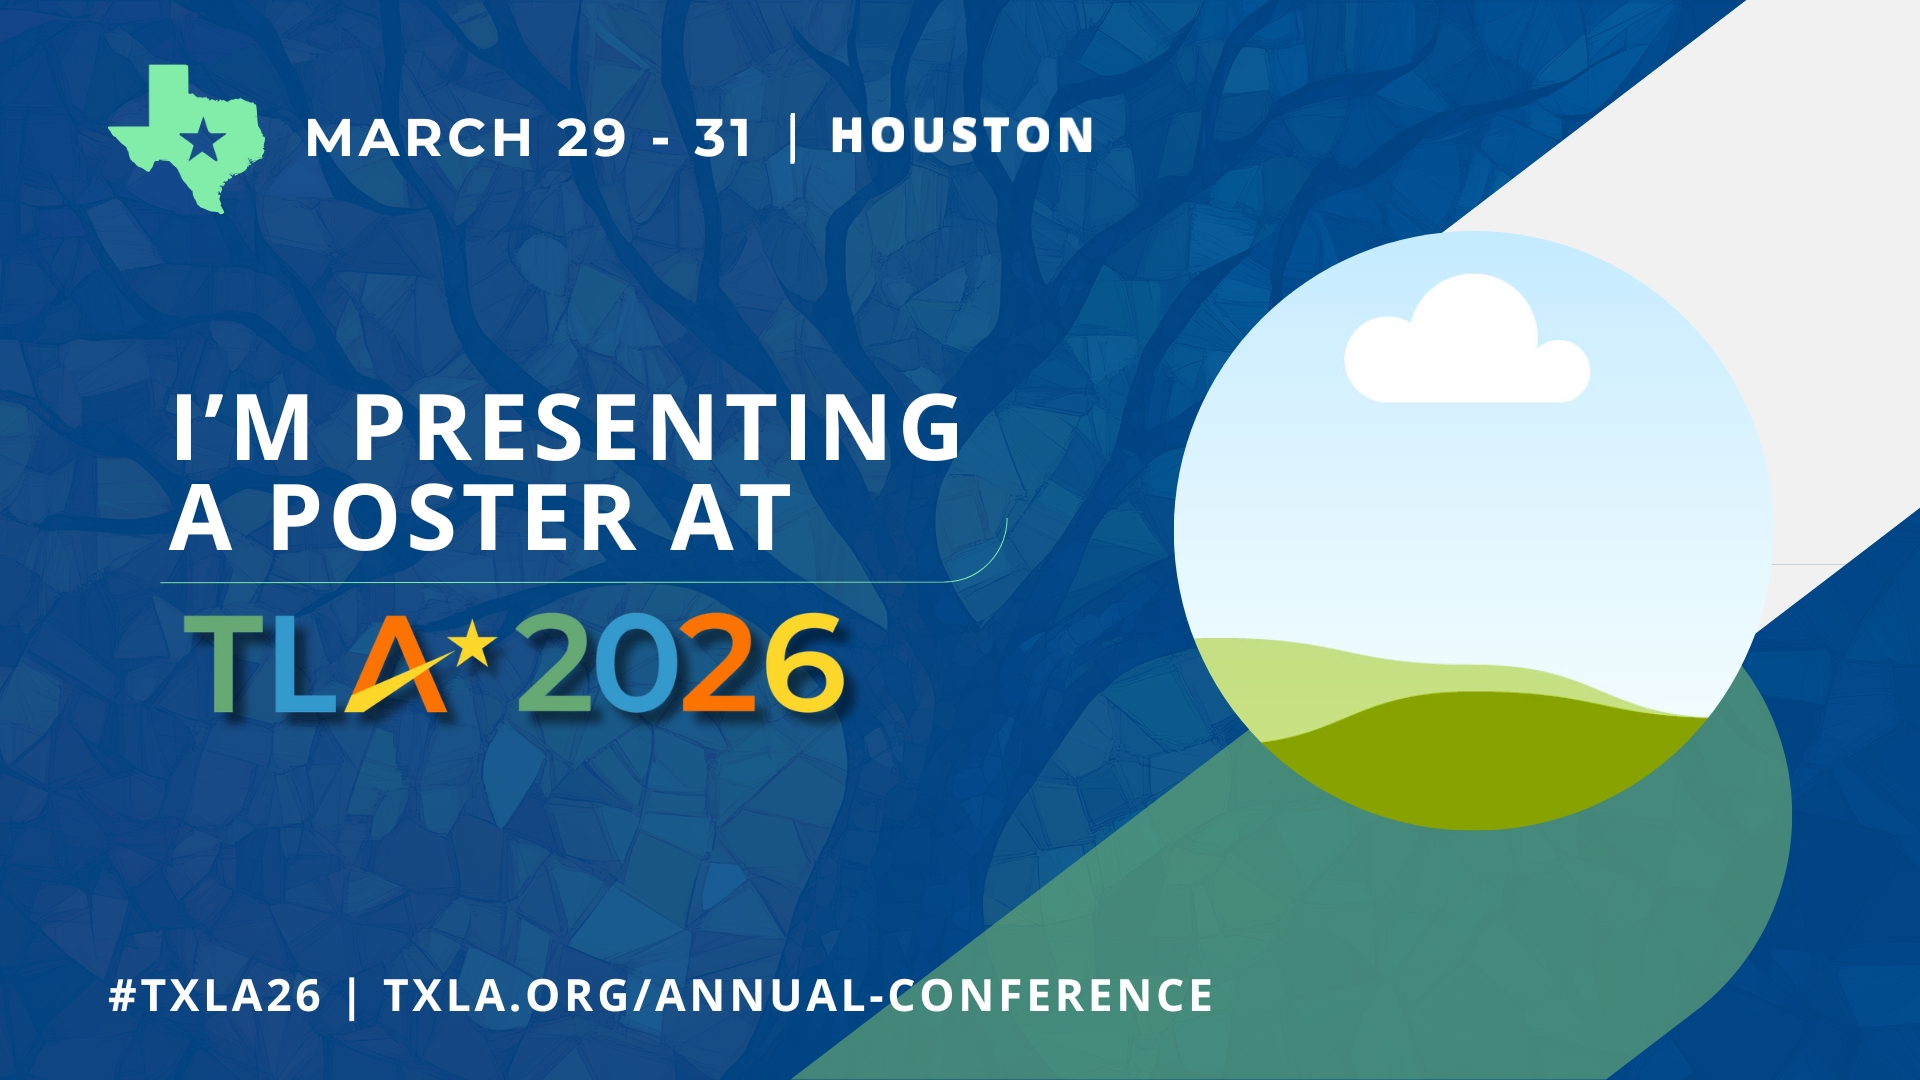 MARCH 29 - 31 | HOUSTON
I’M PRESENTING
A POSTER AT
TLA 2026
#TXLA26 | TXLA.ORG/ANNUAL-CONFERENCE